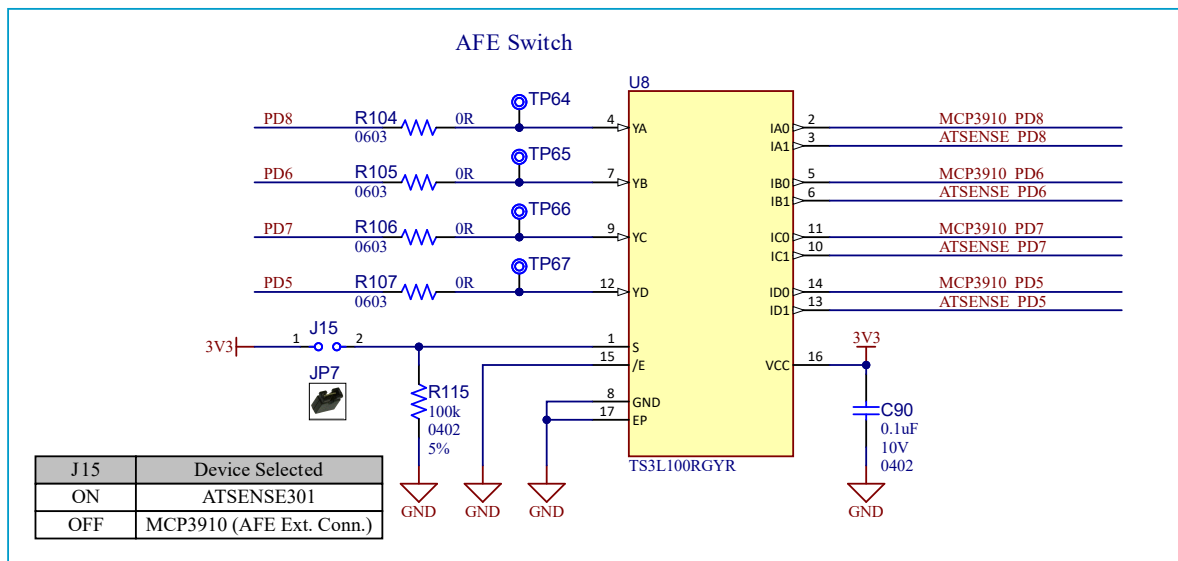 AFE Switch
U8
TP64
PD8 R104 0R 4 YA IA0 2 MCP3910_PD8
0603 IA1 3 ATSENSE_PD8
TP65
PD6 R105 0R 7 YB IB0 5 MCP3910_PD6
0603 IB1 6 ATSENSE_PD6
TP66
PD7 R106 0R 9 YC IC0 11 MCP3910_PD7
0603 IC1 10 ATSENSE_PD7
TP67
PD5 R107 0R 12 YD ID0 14 MCP3910_PD5
0603 ID1 13 ATSENSE_PD5
J15
3V3 1 2 1 S 3V3
15 /E VCC 16
JP7
R115 8 GND
100k 17 EP C90
0402 0.1uF
5% 10V
TS3L100RGYR 0402
GND GND GND GND
J15 Device Selected
ON ATSENSE301
OFF MCP3910 (AFE Ext. Conn.)